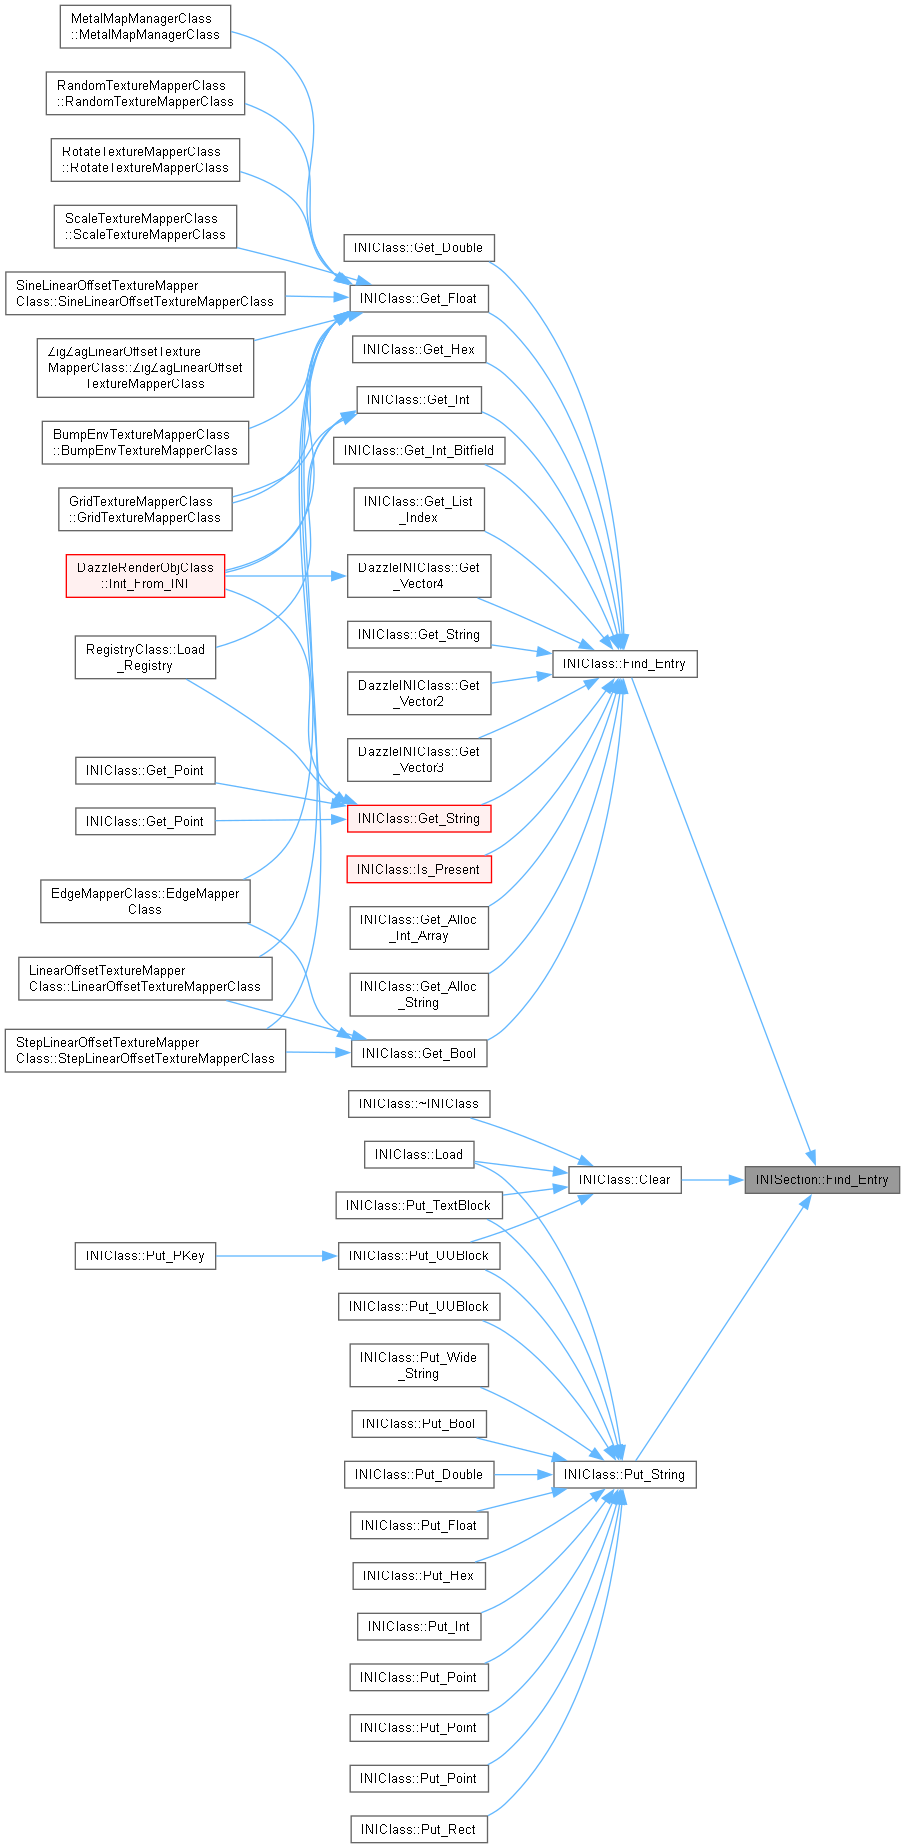 MetalMapManagerClass
::MetalMapManagerClass
RandomTextureMapperClass
::RandomTextureMapperClass
RotateTextureMapperClass
::RotateTextureMapperClass
ScaleTextureMapperClass
::ScaleTextureMapperClass
SineLinearOffsetTextureMapper
Class::SineLinearOffsetTextureMapperClass
ZigZagLinearOffsetTexture
MapperClass::ZigZagLinearOffset
TextureMapperClass
BumpEnvTextureMapperClass
::BumpEnvTextureMapperClass
GridTextureMapperClass
::GridTextureMapperClass
DazzleRenderObjClass
::Init_From_INI
RegistryClass::Load
_Registry
INIClass::Get_Point
INIClass::Get_Point
EdgeMapperClass::EdgeMapper
Class
LinearOffsetTextureMapper
Class::LinearOffsetTextureMapperClass
StepLinearOffsetTextureMapper
Class::StepLinearOffsetTextureMapperClass
INIClass::Put_PKey
INIClass::Get_Double
INIClass::Get_Float
INIClass::Get_Hex
INIClass::Get_Int
INIClass::Get_Int_Bitfield
INIClass::Get_List
_Index
DazzleINIClass::Get
_Vector4
INIClass::Get_String
DazzleINIClass::Get
_Vector2
DazzleINIClass::Get
_Vector3
INIClass::Get_String
INIClass::Is_Present
INIClass::Get_Alloc
_Int_Array
INIClass::Get_Alloc
_String
INIClass::Get_Bool
INIClass::~INIClass
INIClass::Load
INIClass::Put_TextBlock
INIClass::Put_UUBlock
INIClass::Put_UUBlock
INIClass::Put_Wide
_String
INIClass::Put_Bool
INIClass::Put_Double
INIClass::Put_Float
INIClass::Put_Hex
INIClass::Put_Int
INIClass::Put_Point
INIClass::Put_Point
INIClass::Put_Point
INIClass::Put_Rect
INIClass::Find_Entry
INIClass::Clear
INIClass::Put_String
INISection::Find_Entry